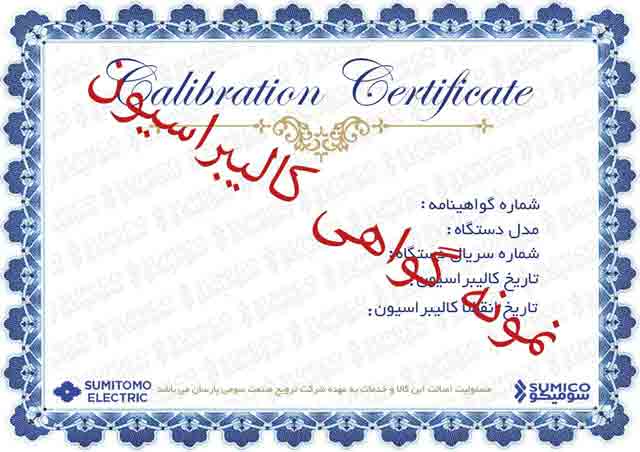 Calibration Certificate
نمونه گواهی کالیبراسیون
شماره گواهینامه :
مدل دستگاه :
شماره سریال دستگاه :
تاریخ کالیبراسیون :
تاریخ انقضا کالیبراسیون :
SUMITOMO
ELECTRIC
مسئولیت اصالت این کالا و خدمات به عهده شرکت ترویج صنعت سومی پارسان می باشد
SUMICO
سومیکو